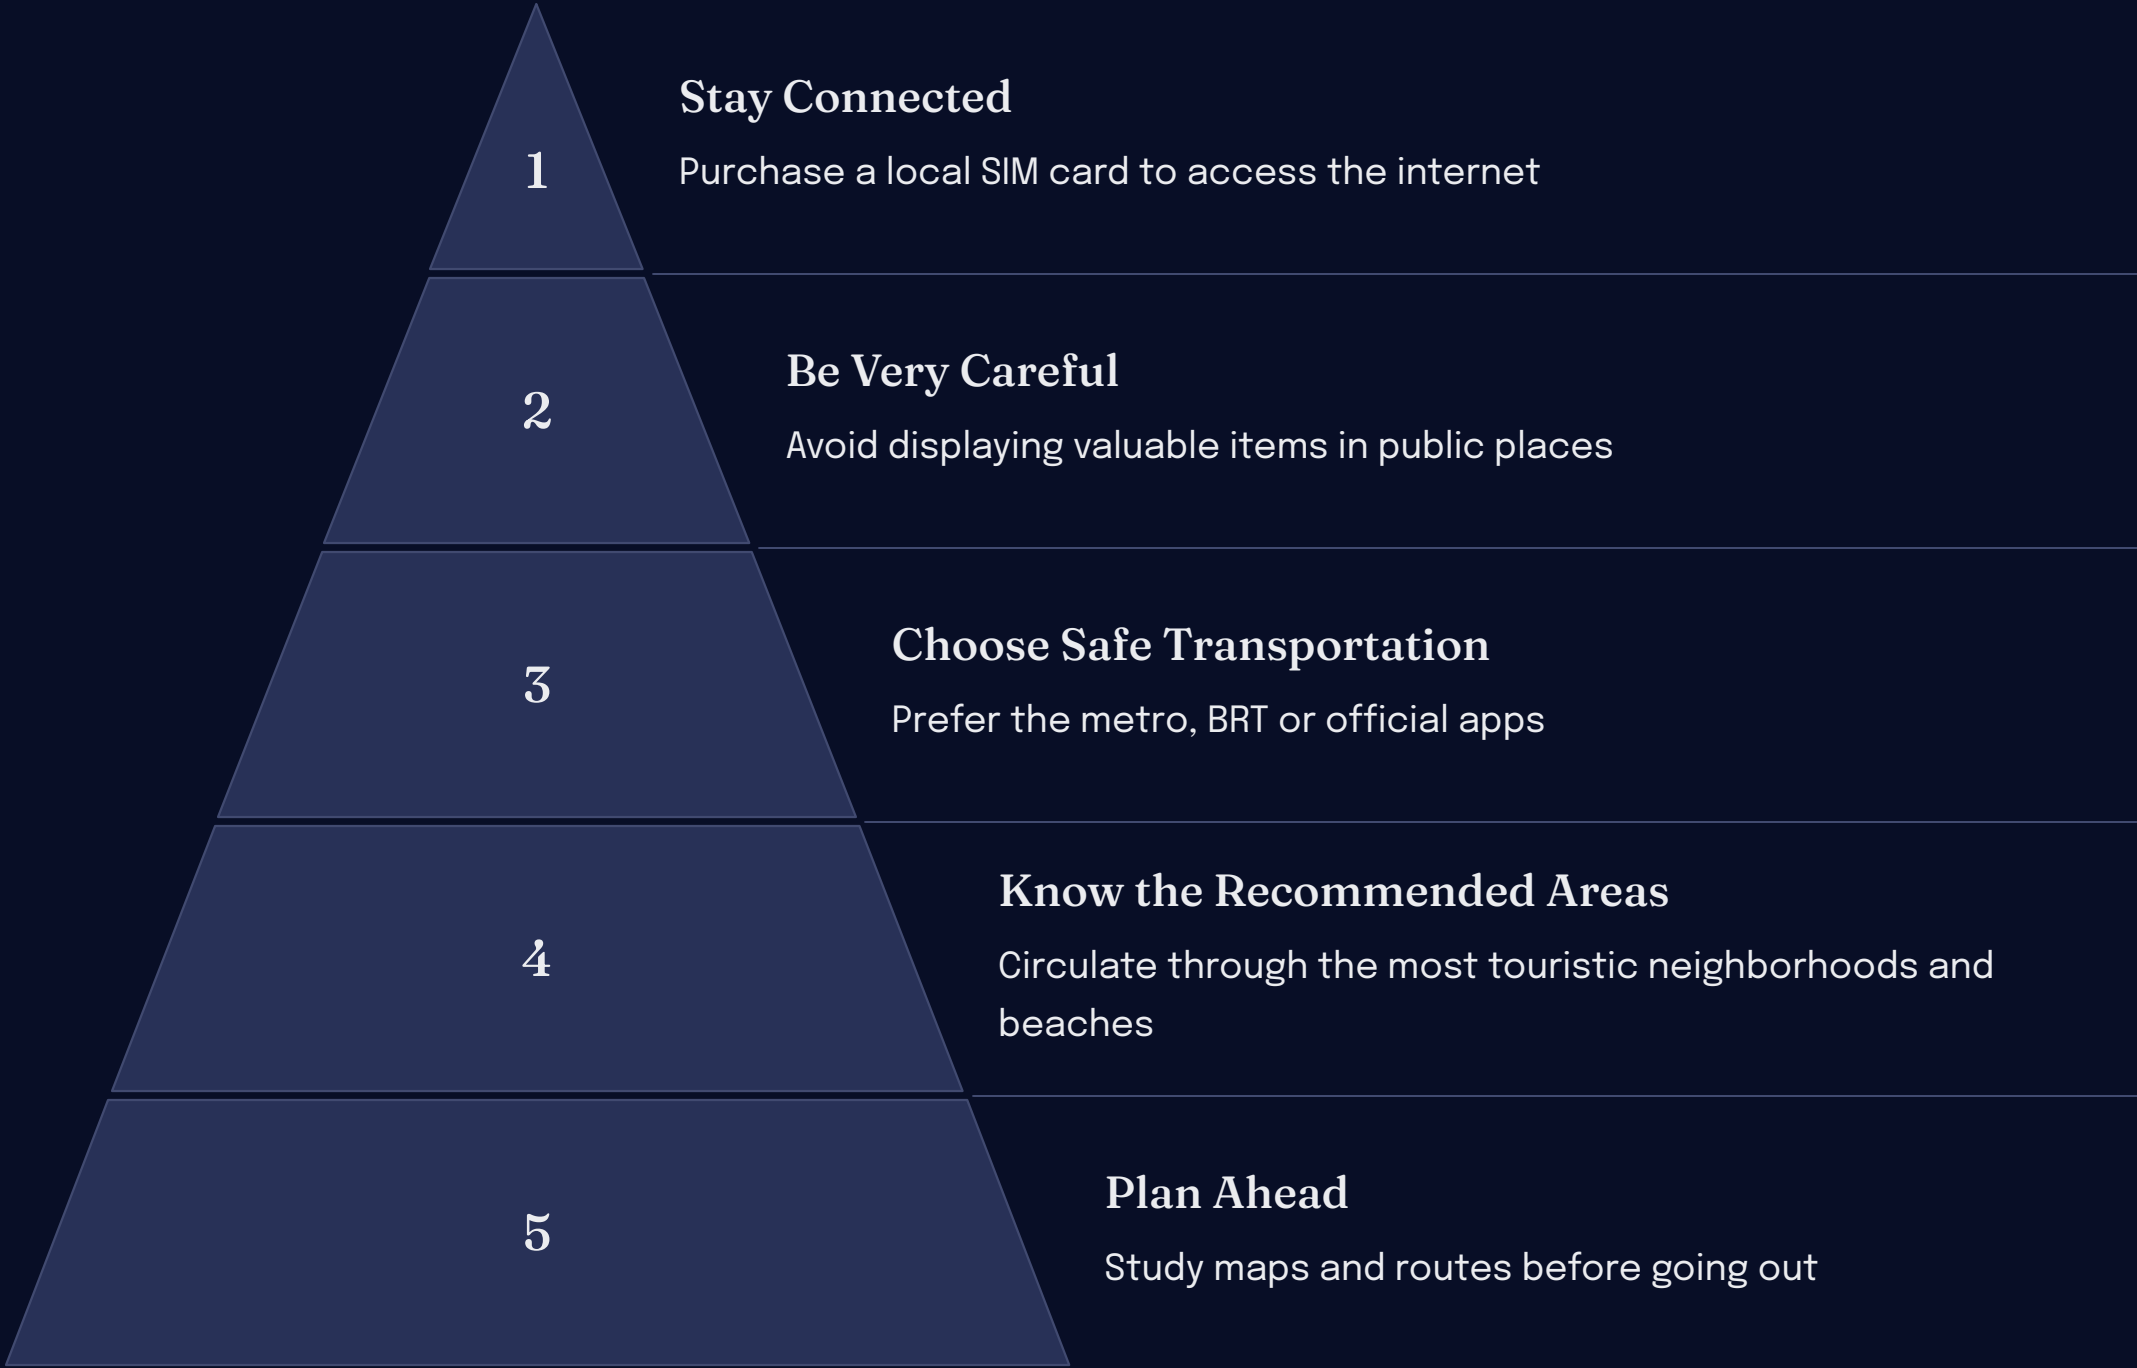 1
Stay Connected
Purchase a local SIM card to access the internet
2
Be Very Careful
Avoid displaying valuable items in public places
3
Choose Safe Transportation
Prefer the metro, BRT or official apps
4
Know the Recommended Areas
Circulate through the most touristic neighborhoods and
beaches
5
Plan Ahead
Study maps and routes before going out